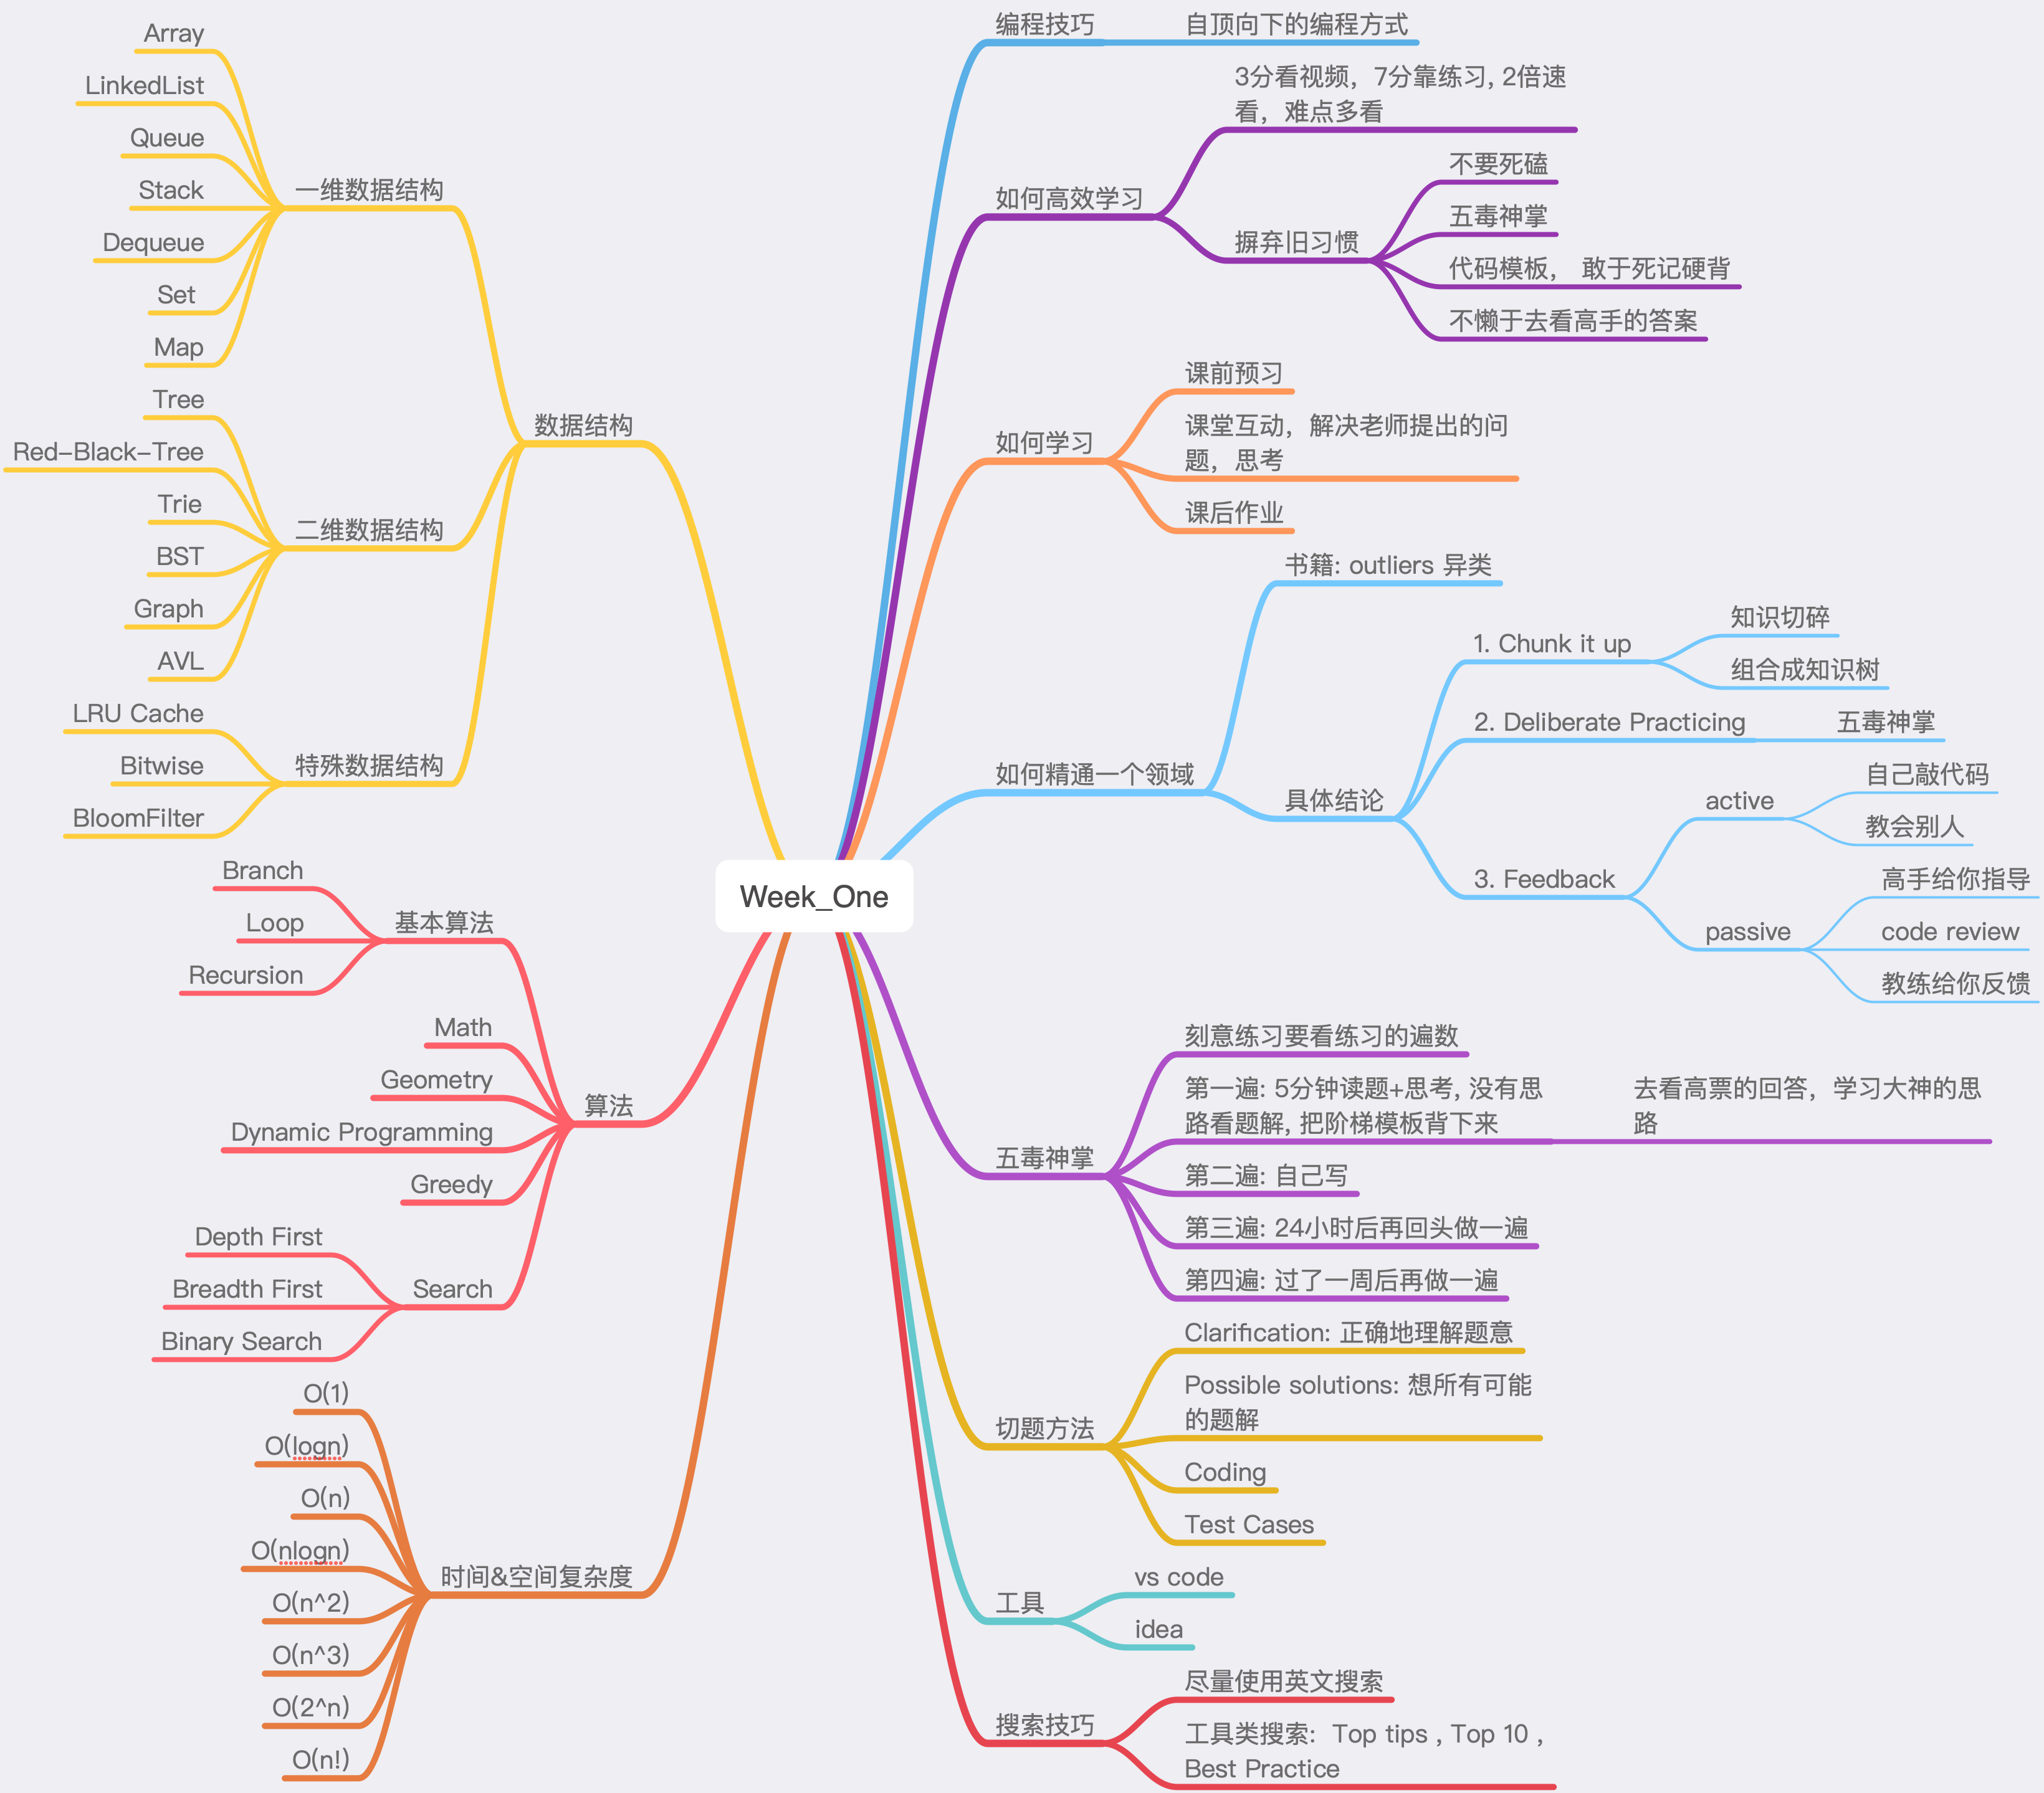 Week_One
编程技巧
自顶向下的编程方式
如何高效学习
3分看视频，7分靠练习, 2倍速
看，难点多看
摒弃旧习惯
不要死磕
五毒神掌
代码模板， 敢于死记硬背
不懒于去看高手的答案
如何学习
课前预习
课堂互动，解决老师提出的问
题，思考
课后作业
如何精通一个领域
书籍: outliers 异类
具体结论
1. Chunk it up
知识切碎
组合成知识树
2. Deliberate Practicing
五毒神掌
3. Feedback
active
自己敲代码
教会别人
passive
高手给你指导
code review
教练给你反馈
五毒神掌
刻意练习要看练习的遍数
第一遍: 5分钟读题+思考, 没有思
路看题解, 把阶梯模板背下来
去看高票的回答，学习大神的思
路
第二遍: 自己写
第三遍: 24小时后再回头做一遍
第四遍: 过了一周后再做一遍
切题方法
Clarification: 正确地理解题意
Possible solutions: 想所有可能
的题解
Coding
Test Cases
工具
vs code
idea
搜索技巧
尽量使用英文搜索
工具类搜索:  Top tips , Top 10 ,
Best Practice
数据结构
一维数据结构
Array
LinkedList
Queue
Stack
Dequeue
Set
Map
二维数据结构
Tree
Red-Black-Tree
Trie
BST
Graph
AVL
特殊数据结构
LRU Cache
Bitwise
BloomFilter
算法
基本算法
Branch
Loop
Recursion
Math
Geometry
Dynamic Programming
Greedy
Search
Depth First
Breadth First
Binary Search
时间&空间复杂度
O(1)
O(logn)
O(n)
O(nlogn)
O(n^2)
O(n^3)
O(2^n)
O(n!)